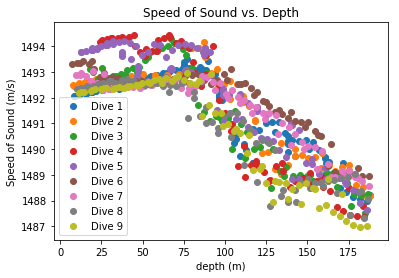 Speed of Sound vs. Depth
Speed of Sound (m/s)
1494
1493
1492
1491
1490
1489
1488
1487
Dive 1
Dive 2
Dive 3
Dive 4
Dive 5
Dive 6
Dive 7
Dive 8
Dive 9
0 25 50 75 100 125 150 175
depth (m)